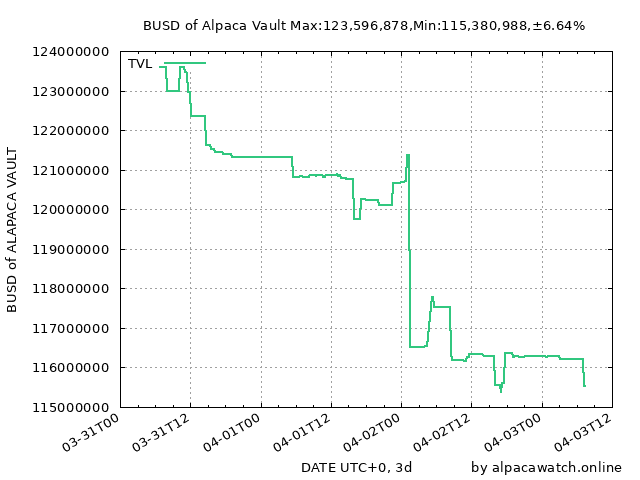 BUSD of Alpaca Vault Max:123,596,878,Min:115,380,988,±6.64%
TVL
124000000
123000000
122000000
121000000
120000000
119000000
118000000
117000000
116000000
115000000
BUSD of ALAPACA VAULT
03-31T00 03-31T12 04-01T00 04-01T12 04-02T00 04-02T12 04-03T00 04-03T12
DATE UTC+0, 3d by alpacawatch.online